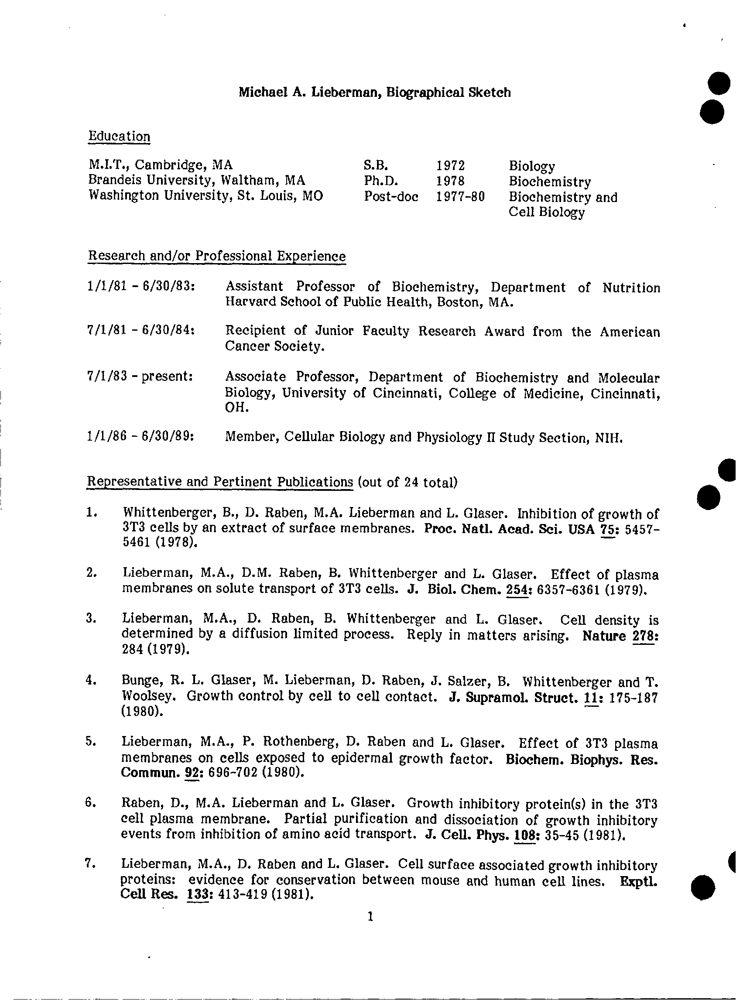 Michael A. Lieberman, Biographical Sketch
Education
M.I.T., Cambridge, MA S.B. 1972 Biology
Brandeis University, Waltham, MA Ph.D. 1978 Biochemistry
Washington University, St. Louis, MO Post-doc 1977-80 Biochemistry and
Cell Biology
Research and/or Professional Experience
1/1/81 - 6/30/83: Assistant Professor of Biochemistry, Department of Nutrition
Harvard School of Public Health, Boston, MA.
7/1/81 - 6/30/84: Recipient of Junior Faculty Research Award from the American
Cancer Society.
7/1/83 - present: Associate Professor, Department of Biochemistry and Molecular
Biology, University of Cincinnati, College of Medicine, Cincinnati,
OH.
1/1/86 - 6/30/89: Member, Cellular Biology and Physiology II Study Section, NIH.
Representative and Pertinent Publications (out of 24 total)
1. Whittenberger, B., D. Raben, M.A. Lieberman and L. Glaser. Inhibition of growth of
3T3 cells by an extract of surface membranes. Proc. Natl. Acad. Sci. USA 75: 5457-
5461 (1978).
2. Lieberman, M.A., D.M. Raben, B. Whittenberger and L. Glaser. Effect of plasma
membranes on solute transport of 3T3 cells. J. Biol. Chem. 254: 6357-6361 (1979).
3. Lieberman, M.A., D. Raben, B. Whittenberger and L. Glaser. Cell density is
determined by a diffusion limited process. Reply in matters arising. Nature 278:
284 (1979).
4. Bunge, R. L. Glaser, M. Lieberman, D. Raben, J. Salzer, B. Whittenberger and T.
Woolsey. Growth control by cell to cell contact. J. Supramol. Struct. 11: 175-187
(1980).
5. Lieberman, M.A., P. Rothenberg, D. Raben and L. Glaser. Effect of 3T3 plasma
membranes on cells exposed to epidermal growth factor. Biochem. Biophys. Res.
Commun. 92: 696-702 (1980).
6. Raben, D., M.A. Lieberman and L. Glaser. Growth inhibitory protein(s) in the 3T3
cell plasma membrane. Partial purification and dissociation of growth inhibitory
events from inhibition of amino acid transport. J. Cell. Phys. 108: 35-45 (1981).
7. Lieberman, M.A., D. Raben and L. Glaser. Cell surface associated growth inhibitory
proteins: evidence for conservation between mouse and human cell lines. Exptl.
Cell Res. 133: 413-419 (1981).
1